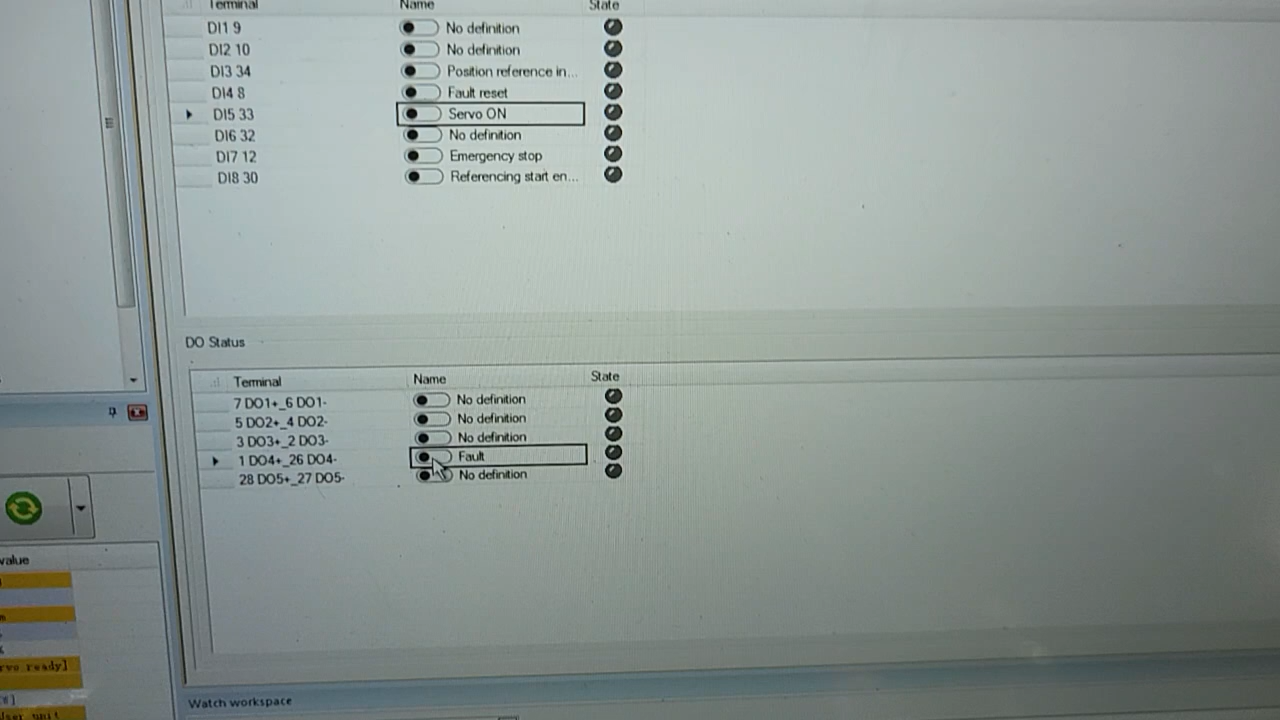 Terminal Name State
DI1 9 No definition
DI2 10 No definition
DI3 34 Position reference in...
DI4 8 Fault reset
DI5 33 Servo ON
DI6 32 No definition
DI7 12 Emergency stop
DI8 30 Referencing start en...
DO Status
Terminal Name State
7 DO1+_6 DO1- No definition
5 DO2+_4 DO2- No definition
3 DO3+_2 DO3- No definition
1 DO4+_26 DO4- Fault
28 DO5+_27 DO5- No definition
value
rvo ready]
Watch workspace